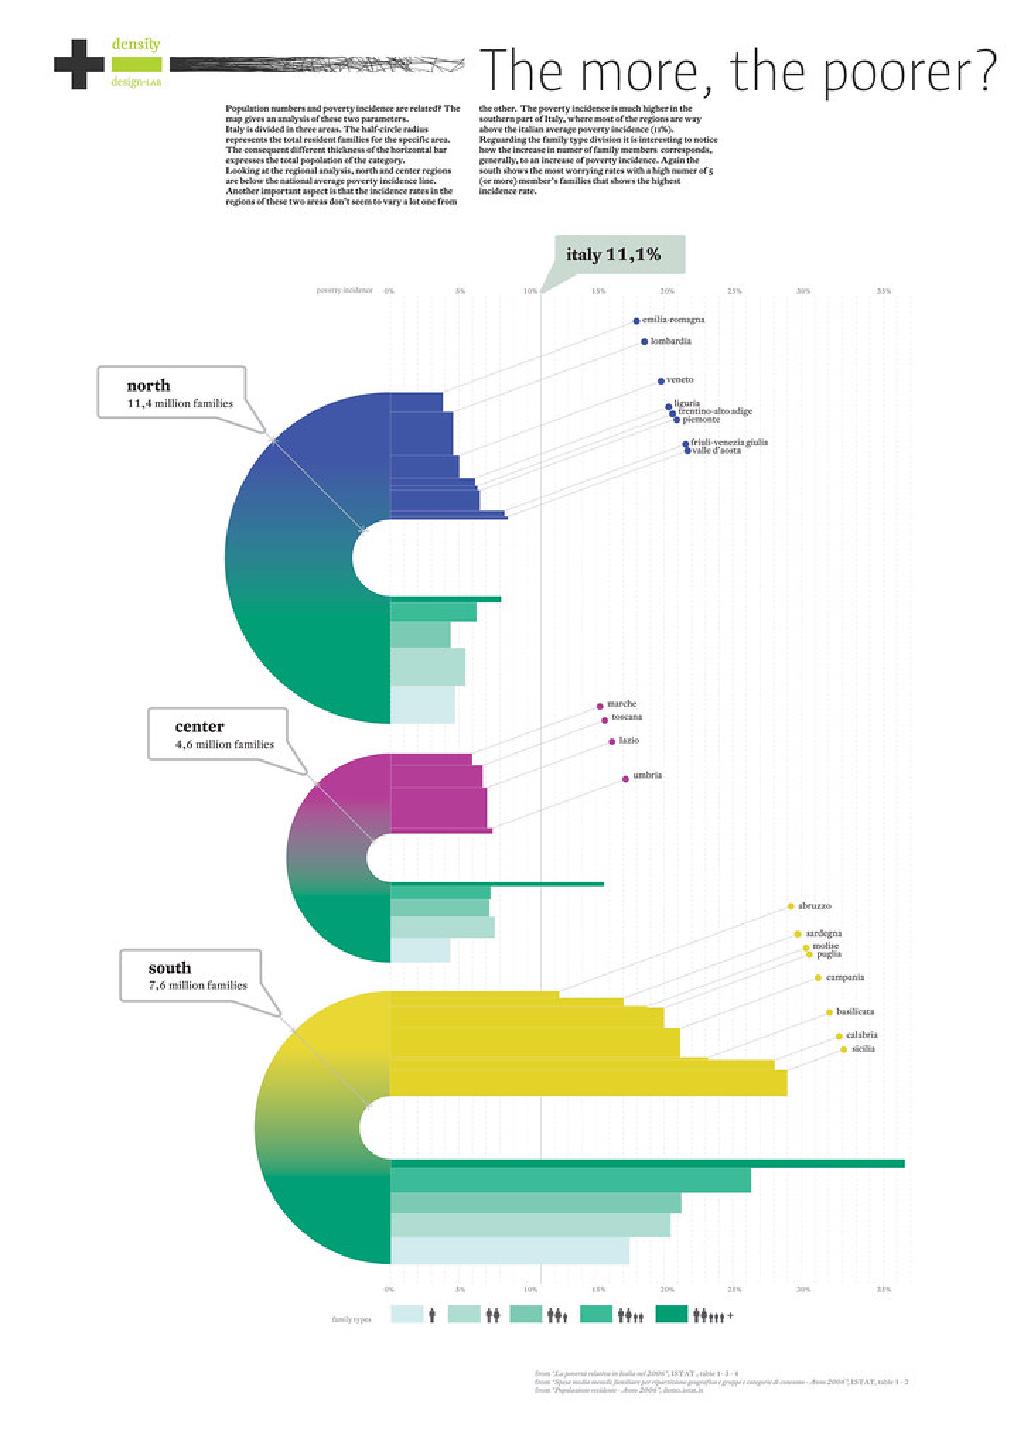 density
design-LAB
The more, the poorer?
Population numbers and poverty incidence are related? The
map gives an analysis of these two parameters.
Italy is divided in three areas. The half-circle radius
represents the total resident families for the specific area.
The consequent different thickness of the horizontal bar
expresses the total population of the category.
Looking at the regional analysis, north and center regions
are below the national average poverty incidence line.
Another important aspect is that the incidence rates in the
regions of these two areas don't seem to vary a lot one from
the other. The poverty incidence is much higher in the
southern part of Italy, where most of the regions are way
above the italian average poverty incidence (11%).
Reguarding the family type division it is interesting to notice
how the increase in numer of family members corresponds,
generally, to an increase of poverty incidence. Again the
south shows the most worrying rates with a high numer of 5
(or more) member's families that shows the highest
incidence rate.
italy 11,1%
poverty incidence 0% 5% 10% 15% 20% 25% 30% 35%
emilia-romagna
lombardia
veneto
liguria
trentino-alto adige
piemonte
friuli-venezia giulia
valle d'aosta
north
11,4 million families
marche
toscana
lazio
umbria
center
4,6 million families
abruzzo
sardegna
molise
puglia
campania
basilicata
calabria
sicilia
south
7,6 million families
0% 5% 10% 15% 20% 25% 30% 35%
family types +
from "La povertà relativa in Italia nel 2006", ISTAT, table 1 - 3 - 4
from "Spesa media mensile familiare per ripartizione geografica e gruppi e categorie di consumo - Anno 2006", ISTAT, table 1 - 2
from "Popolazione residente - Anno 2006", demo.istat.it